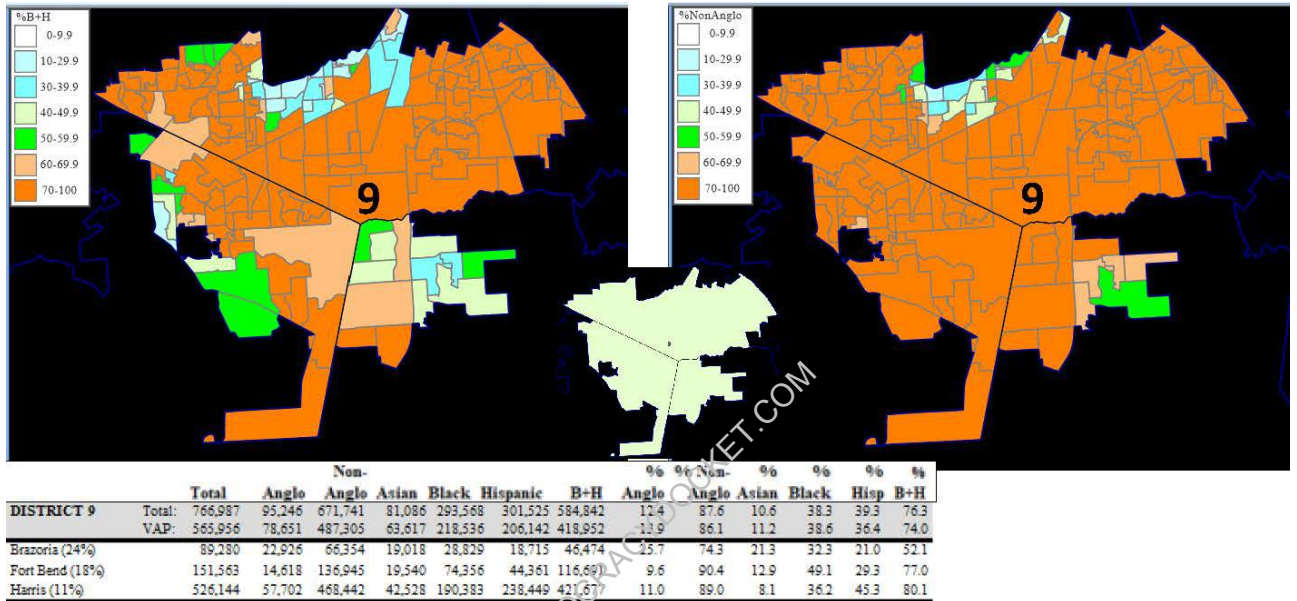 %B+H
0-9.9
10-29.9
30-39.9
40-49.9
50-59.9
60-69.9
70-100
9
%NonAnglo
0-9.9
10-29.9
30-39.9
40-49.9
50-59.9
60-69.9
70-100
9
Non- % % Non- % % % %
Total Anglo Anglo Asian Black Hispanic B+H Anglo Anglo Asian Black Hisp B+H
DISTRICT 9 Total: 766,987 95,246 671,741 81,086 293,568 301,525 584,842 12.4 87.6 10.6 38.3 39.3 76.3
VAP: 565,956 78,651 487,305 63,617 218,536 206,142 418,952 86.1 11.2 38.6 36.4 74.0
Brazoria (24%) 89,280 22,926 66,354 19,018 28,829 18,715 46,474 25.7 74.3 21.3 32.3 21.0 52.1
Fort Bend (18%) 151,563 14,618 136,945 19,540 74,356 44,361 9.6 90.4 12.9 49.1 29.3 77.0
Harris (11%) 526,144 57,702 468,442 42,528 190,383 238,449 11.0 89.0 8.1 36.2 45.3 80.1